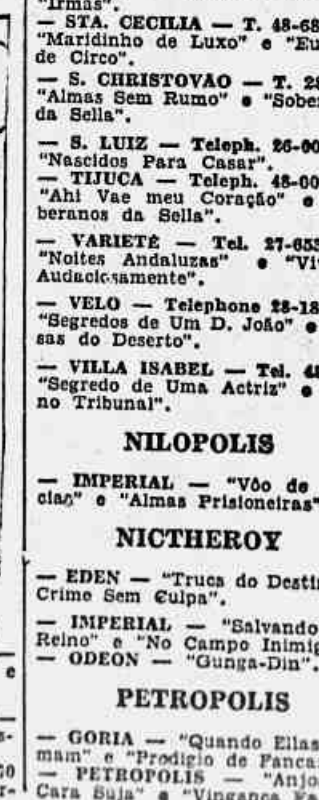 "Irmãs".
— STA. CECILIA — T. 48-68
"Maridinho de Luxo" e "Eu
de Circo".
— S. CHRISTOVAO — T. 28
"Almas Sem Rumo" e "Sober
da Sella".
— S. LUIZ — Teleph. 26-00
"Nascidos Para Casar".
— TIJUCA — Teleph. 48-00
"Ahi Vae meu Coração" e
beranos da Sella".
— VARIETÉ — Tel. 27-653
"Noites Andaluzas" e "Vi
Audaciosamente".
— VELO — Telephone 28-18
"Segredos de Um D. João" e
sas do Deserto".
— VILLA ISABEL — Tel. 48
"Segredo de Uma Actriz" e
no Tribunal".
NILOPOLIS
— IMPERIAL — "Vôo de
cias" e "Almas Prisioneiras"
NICTHEROY
— EDEN — "Truca do Destin
Crime Sem Culpa".
— IMPERIAL — "Salvando
Reino" e "No Campo Inimig
— ODEON — "Gunga-Din".
PETROPOLIS
— GORIA — "Quando Ellas
mam" e "Prodigio de Fancar
— PETROPOLIS — "Anjo
Cara Suja" e "Vingança